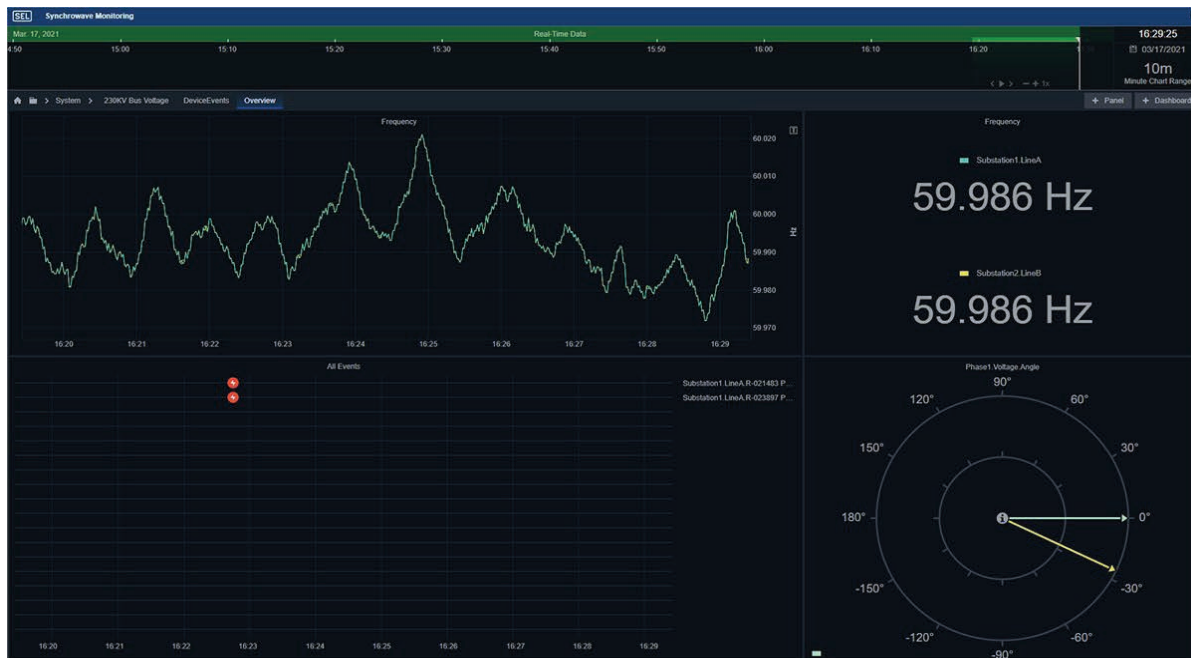 SEL Synchrowave Monitoring
Mar. 17, 2021 Real-Time Data 16:29:25
4:50 15:00 15:10 15:20 15:30 15:40 15:50 16:00 16:10 16:20
03/17/2021
10m
Minute Chart Range
1x
System > 230KV Bus Voltage DeviceEvents Overview + Panel + Dashboard
Frequency
60.020
60.010
60.000
Hz
59.990
59.980
59.970
16:20 16:21 16:22 16:23 16:24 16:25 16:26 16:27 16:28 16:29
Frequency
Substation1.LineA
59.986 Hz
Substation2.LineB
59.986 Hz
All Events
Substation1.LineA.R-021483 P...
Substation1.LineA.R-023897 P...
16:20 16:21 16:22 16:23 16:24 16:25 16:26 16:27 16:28 16:29
Phase1.Voltage.Angle
90°
120° 60°
150° 30°
180° 0°
-150° -30°
-120° -60°
-90°